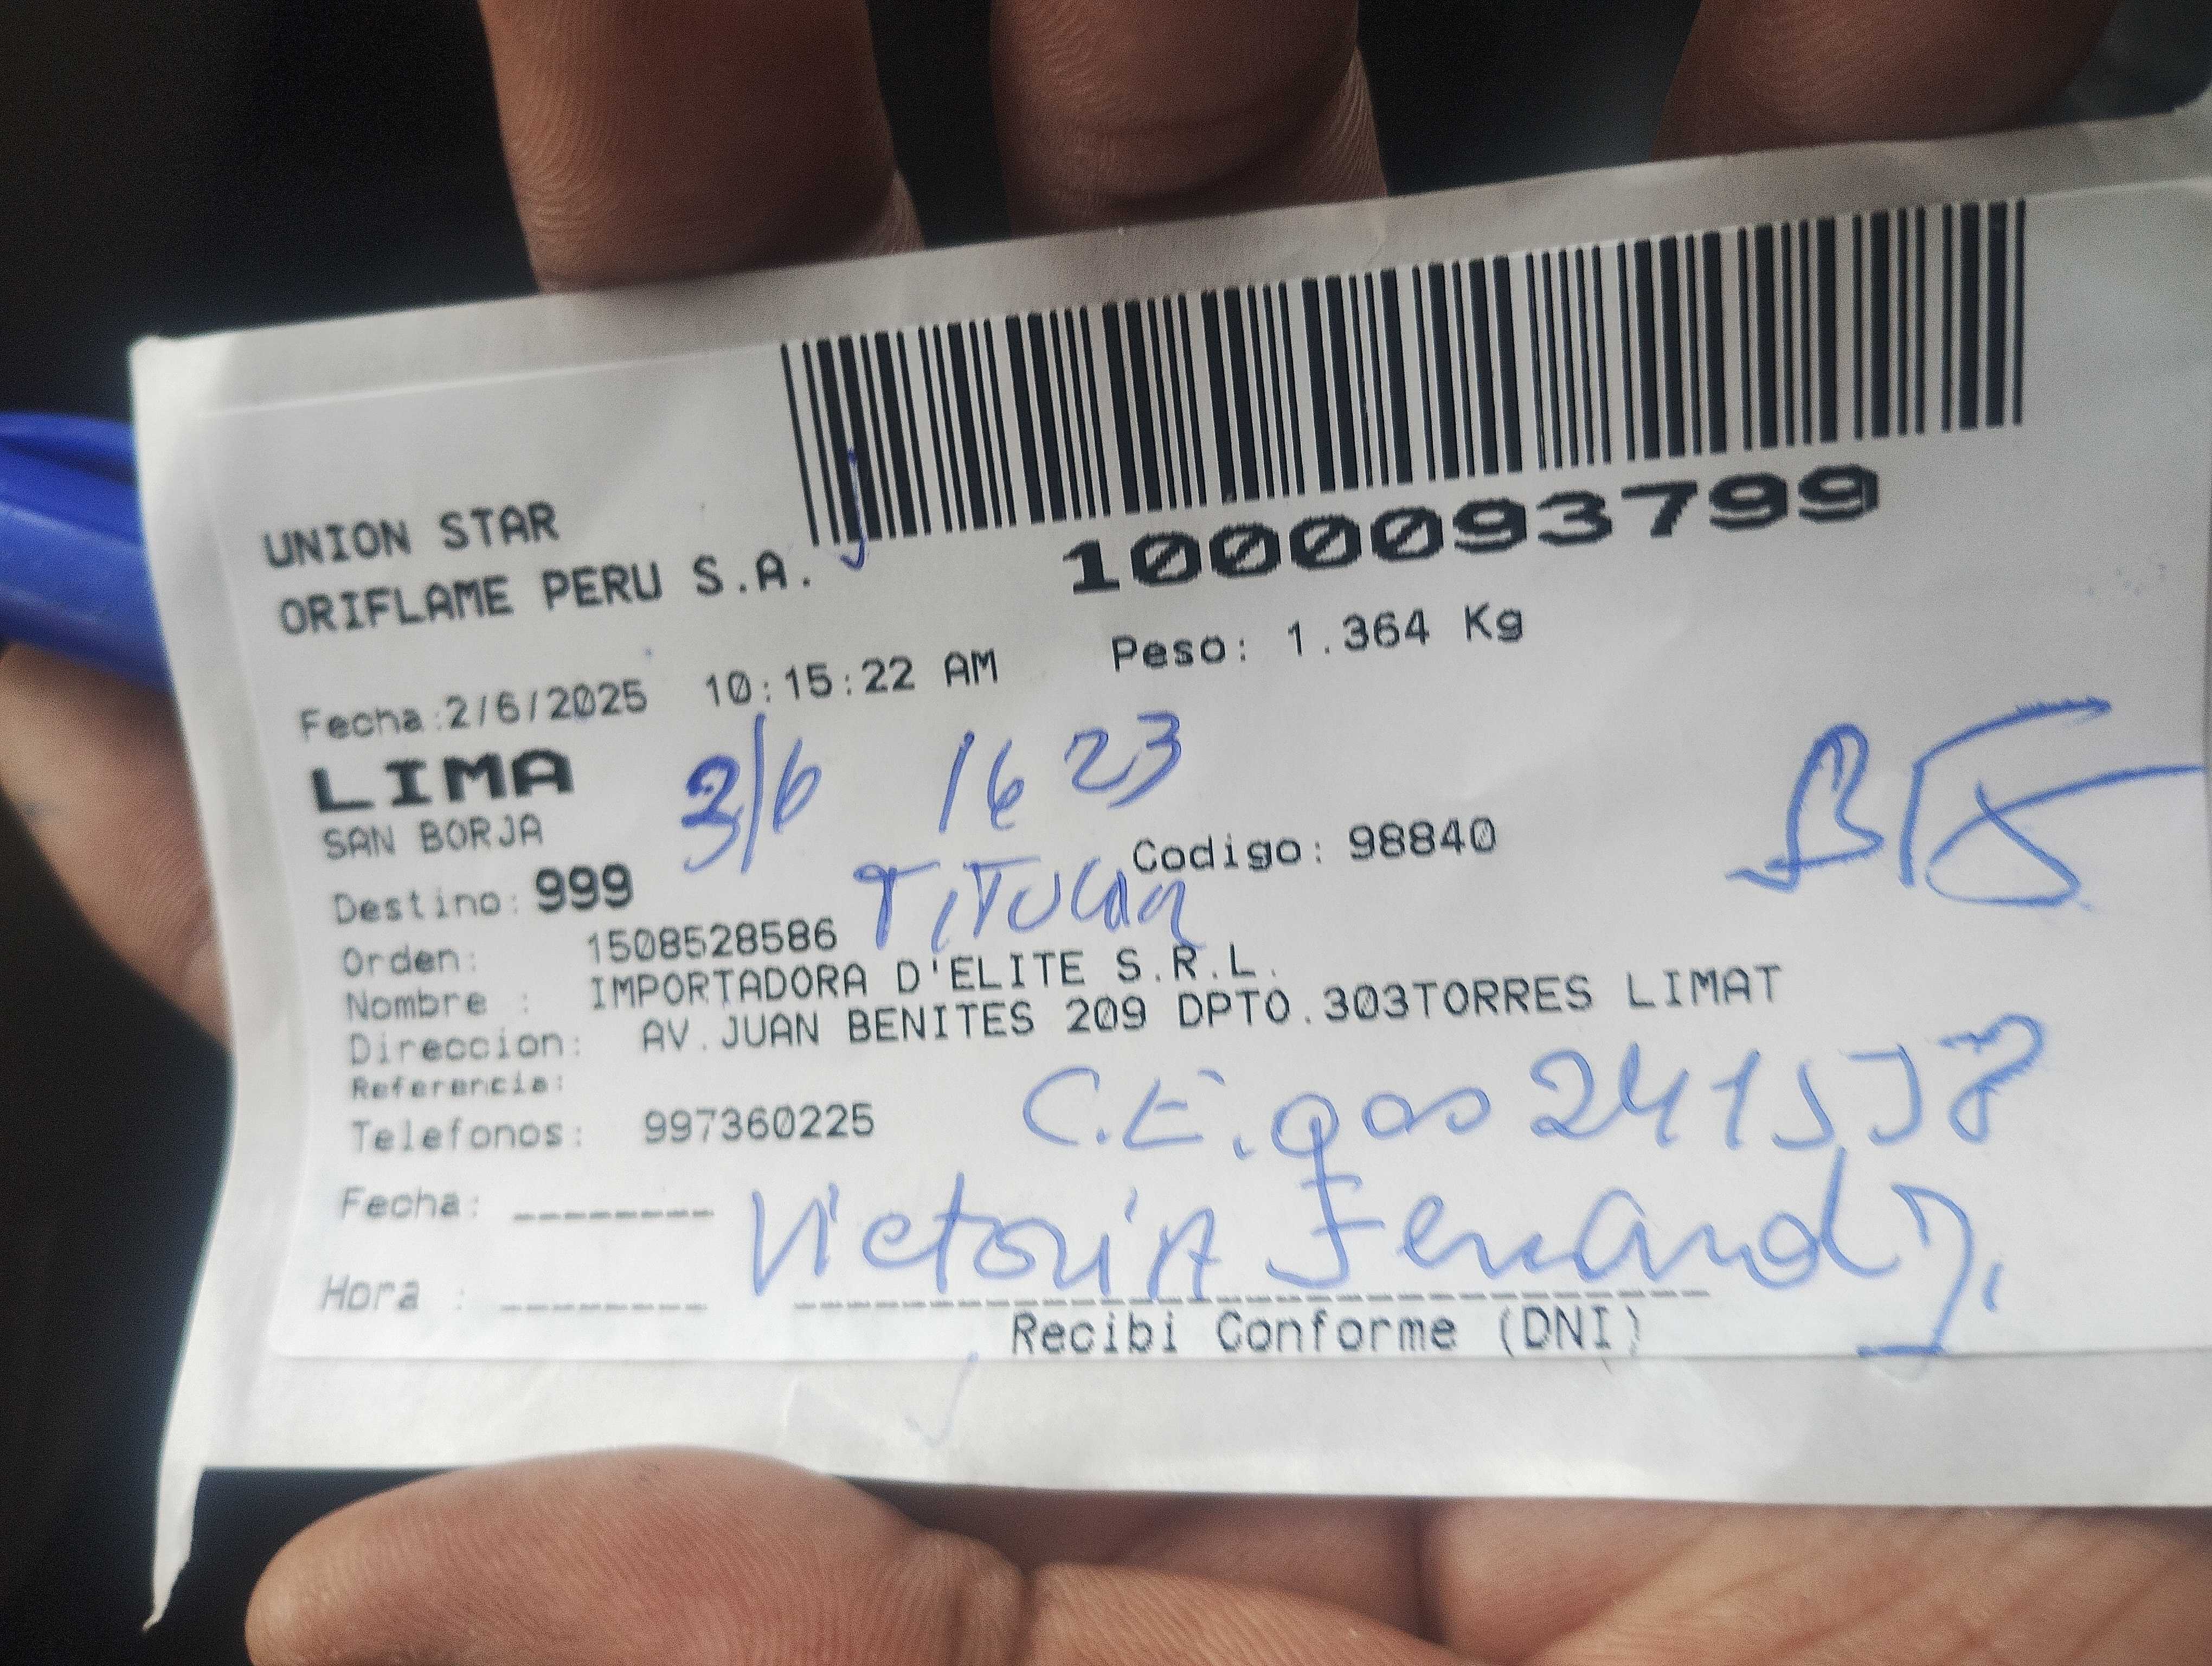 UNION STAR
ORIFLAME PERU S.A.
1000093799
Fecha:2/6/2025 10:15:22 AM Peso: 1.364 Kg
LIMA
3/6 16 23
SAN BORJA
Destino: 999 Codigo: 98840
TiTULAR
Orden: 1508528586
Nombre : IMPORTADORA D'ELITE S.R.L.
Direccion: AV.JUAN BENITES 209 DPTO.303TORRES LIMAT
Referencia:
Telefonos: 997360225
C.E.
Fecha: --------
Victoria
Hora : --------
Recibi Conforme (DNI)